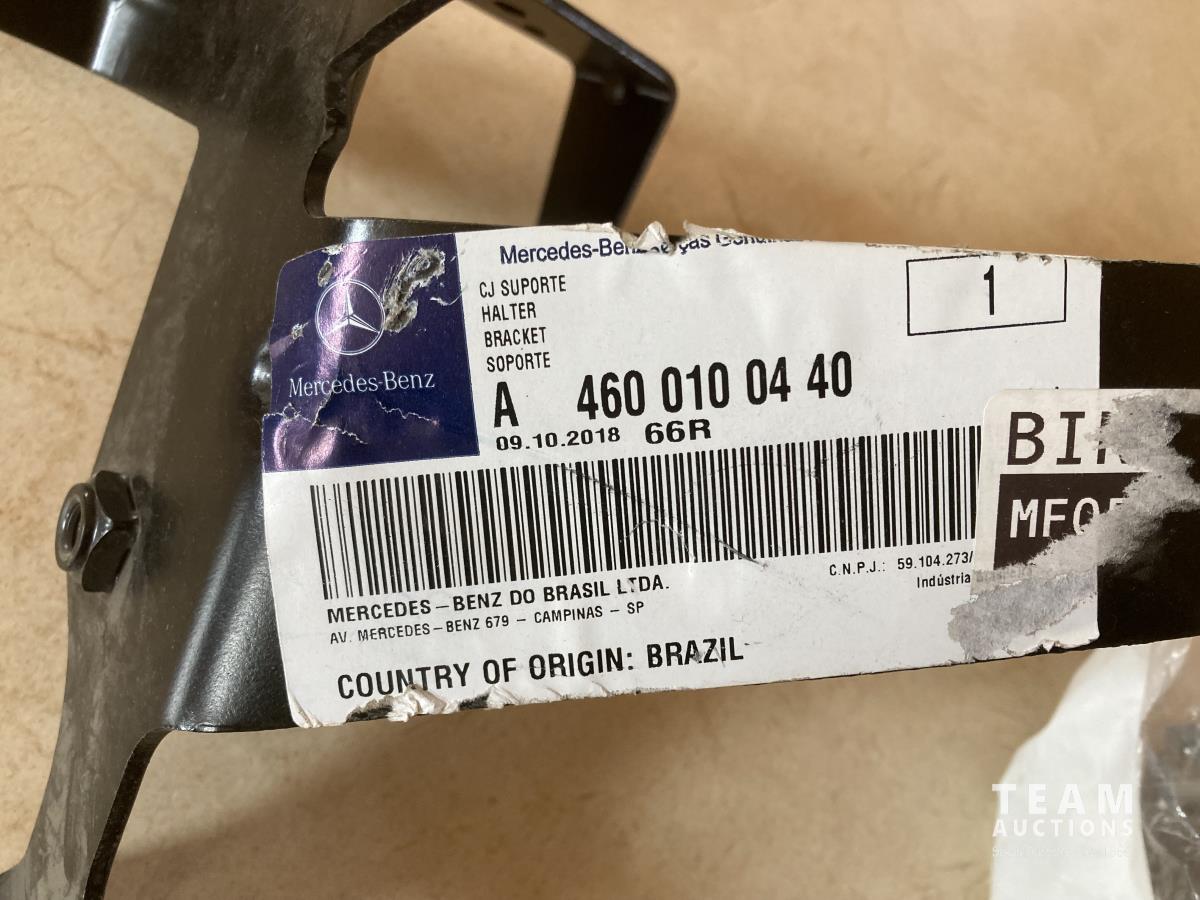 Mercedes-Benz
CJ SUPORTE
HALTER
BRACKET
SOPORTE
1
Mercedes-Benz
A 460 010 04 40
09.10.2018 66R
MERCEDES-BENZ DO BRASIL LTDA.
AV. MERCEDES-BENZ 679 - CAMPINAS - SP
C.N.P.J.: 59.104.273/
Indústria
COUNTRY OF ORIGIN: BRAZIL
TEAM
AUCTIONS